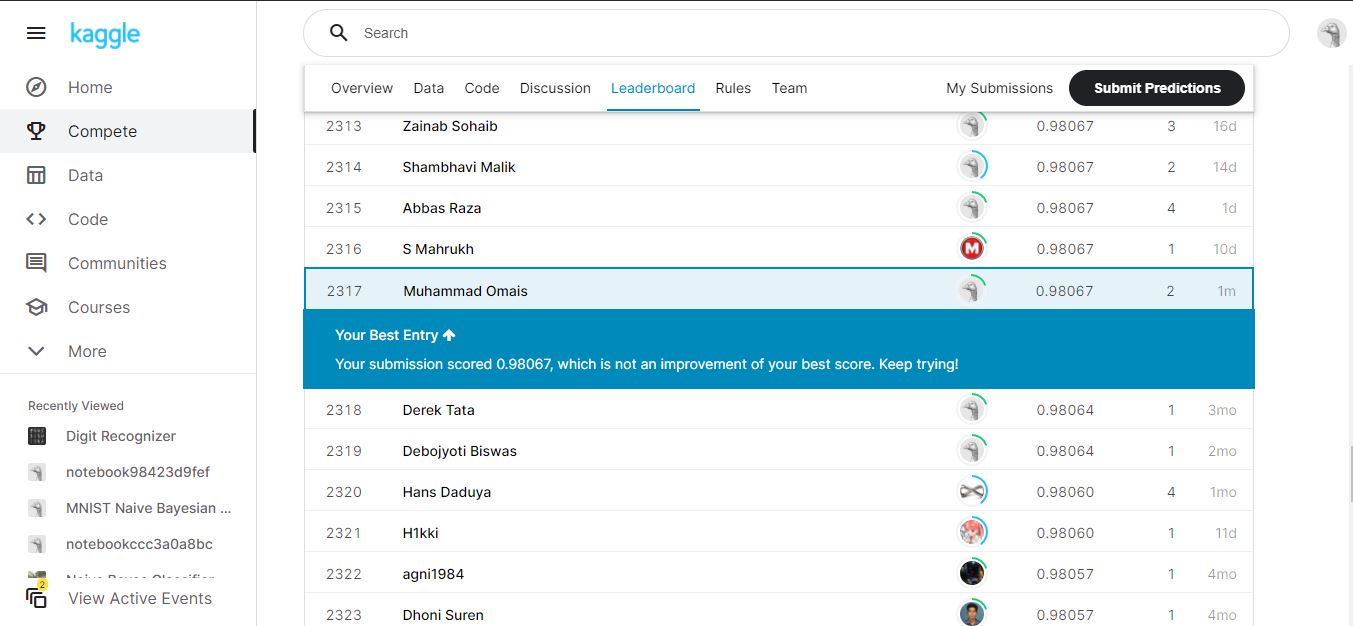 kaggle
Search
Home
Compete
Data
Code
Communities
Courses
More
Recently Viewed
Digit Recognizer
notebook98423d9fef
MNIST Naive Bayesian ...
notebookccc3a0a8bc
2
View Active Events
Overview Data Code Discussion Leaderboard Rules Team My Submissions Submit Predictions
2313 Zainab Sohaib 0.98067 3 16d
2314 Shambhavi Malik 0.98067 2 14d
2315 Abbas Raza 0.98067 4 1d
2316 S Mahrukh M 0.98067 1 10d
2317 Muhammad Omais 0.98067 2 1m
Your Best Entry ↑
Your submission scored 0.98067, which is not an improvement of your best score. Keep trying!
2318 Derek Tata 0.98064 1 3mo
2319 Debojyoti Biswas 0.98064 1 2mo
2320 Hans Daduya 0.98060 4 1mo
2321 H1kki 0.98060 1 11d
2322 agni1984 0.98057 1 4mo
2323 Dhoni Suren 0.98057 1 4mo